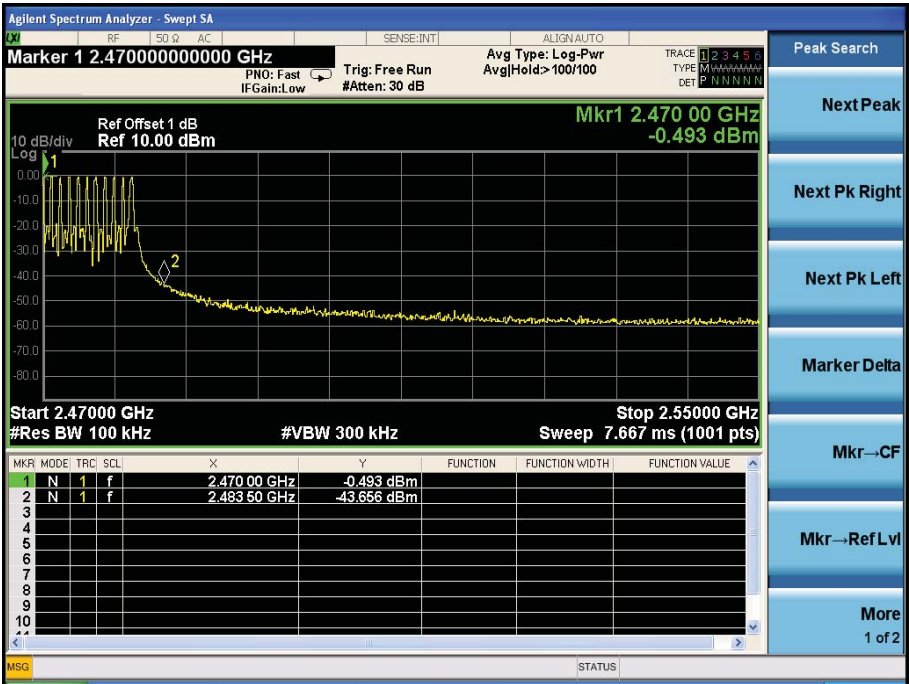 Agilent Spectrum Analyzer - Swept SA
LXI RF 50 Ω AC SENSE:INT ALIGN AUTO
Marker 1 2.470000000000 GHz
PNO: Fast
IFGain:Low
Trig: Free Run
#Atten: 30 dB
Avg Type: Log-Pwr
Avg|Hold:> 100/100
TRACE 1 2 3 4 5 6
TYPE M
DET P N N N N N
Peak Search
Next Peak
Next Pk Right
Next Pk Left
Marker Delta
Mkr→CF
Mkr→Ref Lvl
More
1 of 2
Mkr1 2.470 00 GHz
-0.493 dBm
Ref Offset 1 dB
10 dB/div Ref 10.00 dBm
Log
1
0.00
-10.0
-20.0
-30.0
2
-40.0
-50.0
-60.0
-70.0
-80.0
Start 2.47000 GHz Stop 2.55000 GHz
#Res BW 100 kHz #VBW 300 kHz Sweep 7.667 ms (1001 pts)
MKR MODE TRC SCL X Y FUNCTION FUNCTION WIDTH FUNCTION VALUE
1 N 1 f 2.470 00 GHz -0.493 dBm
2 N 1 f 2.483 50 GHz -43.656 dBm
3
4
5
6
7
8
9
10
MSG STATUS